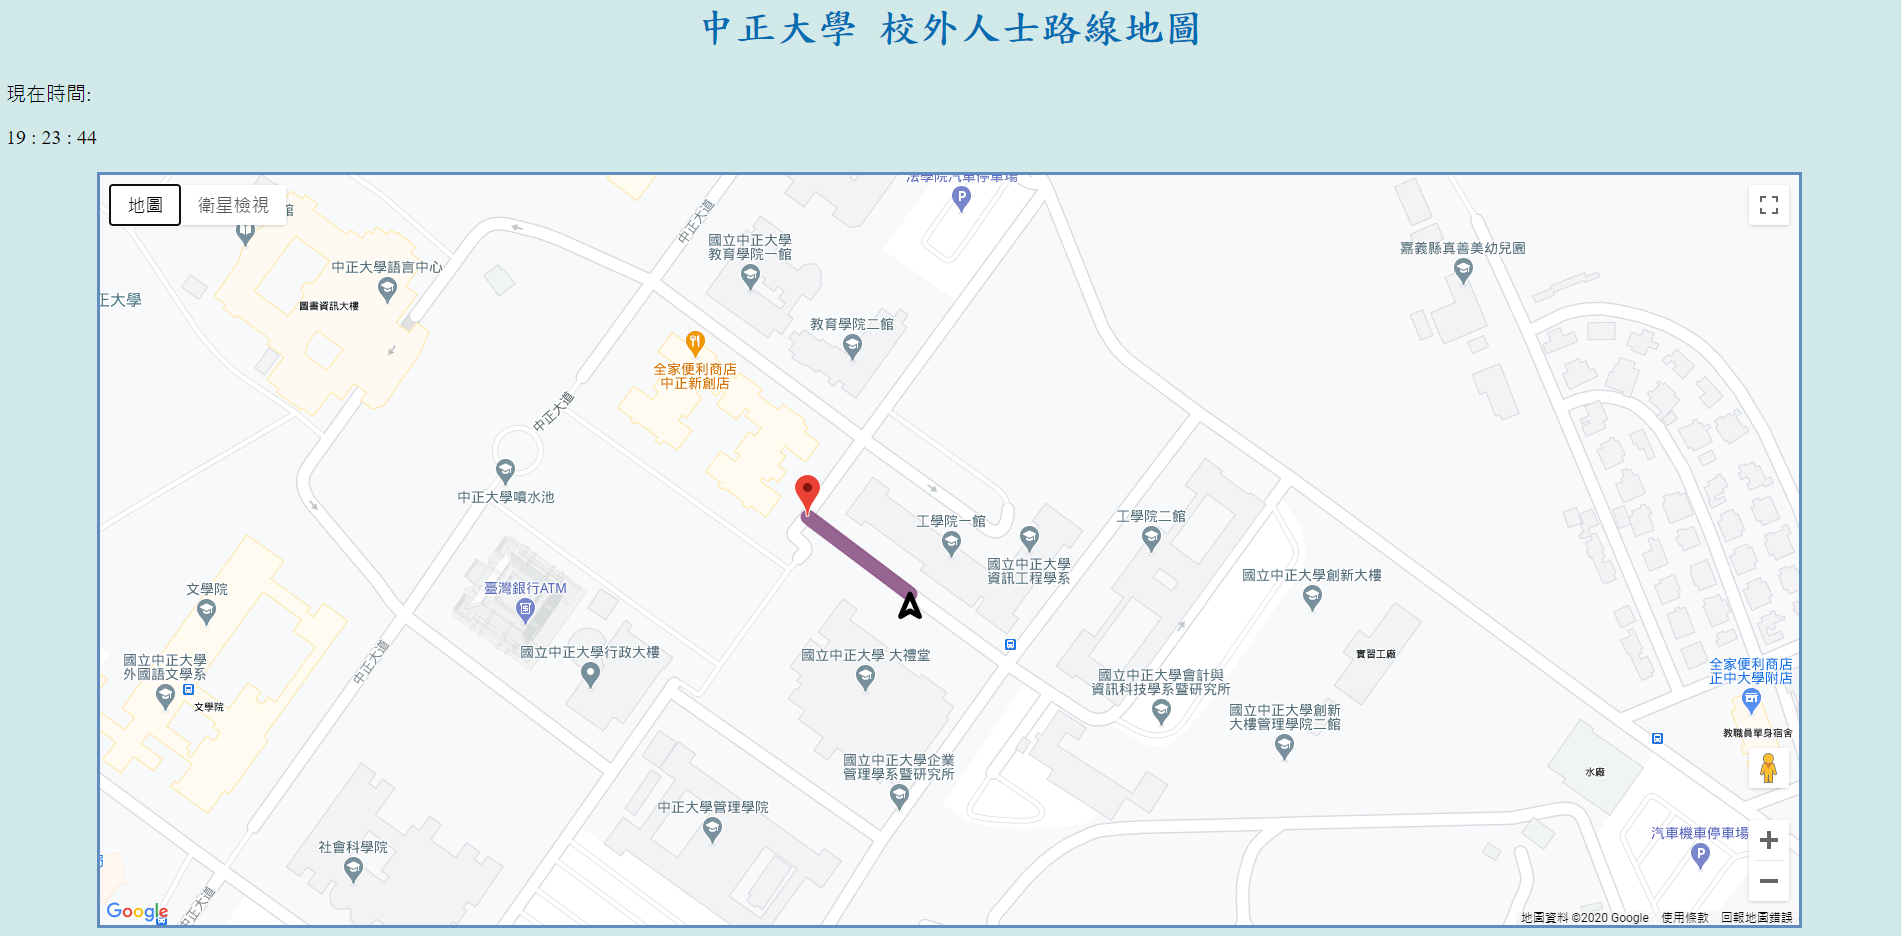 中正大學 校外人士路線地圖
現在時間:
19 : 23 : 44
地圖
衛星檢視
館
法學院汽車停車場
中正大道
國立中正大學
教育學院一館
嘉義縣真善美幼兒園
中正大學語言中心
正大學
圖書資訊大樓
教育學院二館
全家便利商店
中正新創店
中正大道
中正大學噴水池
工學院一館
工學院二館
國立中正大學
資訊工程學系
國立中正大學創新大樓
文學院
臺灣銀行ATM
國立中正大學行政大樓
國立中正大學 大禮堂
實習工廠
國立中正大學
外國語文學系
中正大道
文學院
國立中正大學會計與
資訊科技學系暨研究所
全家便利商店
正中大學附店
國立中正大學創新
大樓管理學院二館
教職員單身宿舍
國立中正大學企業
管理學系暨研究所
水廠
中正大學管理學院
汽車機車停車場
社會科學院
中正大道
Google
地圖資料 ©2020 Google
使用條款
回報地圖錯誤